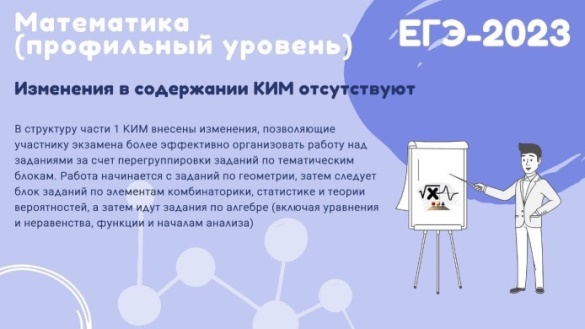 Математика
(профильный уровень)
ЕГЭ-2023
Изменения в содержании КИМ отсутствуют
В структуру части 1 КИМ внесены изменения, позволяющие
участнику экзамена более эффективно организовать работу над
заданиями за счет перегруппировки заданий по тематическим
блокам. Работа начинается с заданий по геометрии, затем следует
блок заданий по элементам комбинаторики, статистике и теории
вероятностей, а затем идут задания по алгебре (включая уравнения
и неравенства, функции и началам анализа)
√x